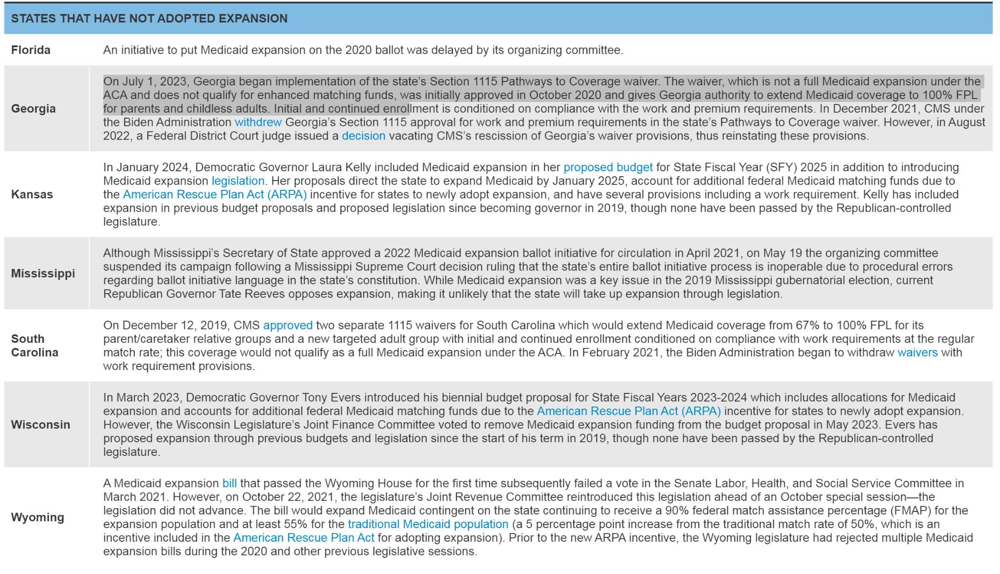 STATES THAT HAVE NOT ADOPTED EXPANSION
Florida
An initiative to put Medicaid expansion on the 2020 ballot was delayed by its organizing committee.
Georgia
On July 1, 2023, Georgia began implementation of the state’s Section 1115 Pathways to Coverage waiver. The waiver, which is not a full Medicaid expansion under the
ACA and does not qualify for enhanced matching funds, was initially approved in October 2020 and gives Georgia authority to extend Medicaid coverage to 100% FPL
for parents and childless adults. Initial and continued enrollment is conditioned on compliance with the work and premium requirements. In December 2021, CMS under
the Biden Administration withdrew Georgia’s Section 1115 approval for work and premium requirements in the state’s Pathways to Coverage waiver. However, in August
2022, a Federal District Court judge issued a decision vacating CMS’s rescission of Georgia’s waiver provisions, thus reinstating these provisions.
Kansas
In January 2024, Democratic Governor Laura Kelly included Medicaid expansion in her proposed budget for State Fiscal Year (SFY) 2025 in addition to introducing
Medicaid expansion legislation. Her proposals direct the state to expand Medicaid by January 2025, account for additional federal Medicaid matching funds due to
the American Rescue Plan Act (ARPA) incentive for states to newly adopt expansion, and have several provisions including a work requirement. Kelly has included
expansion in previous budget proposals and proposed legislation since becoming governor in 2019, though none have been passed by the Republican-controlled
legislature.
Mississippi
Although Mississippi’s Secretary of State approved a 2022 Medicaid expansion ballot initiative for circulation in April 2021, on May 19 the organizing committee
suspended its campaign following a Mississippi Supreme Court decision ruling that the state’s entire ballot initiative process is inoperable due to procedural errors
regarding ballot initiative language in the state’s constitution. While Medicaid expansion was a key issue in the 2019 Mississippi gubernatorial election, current
Republican Governor Tate Reeves opposes expansion, making it unlikely that the state will take up expansion through legislation.
South
Carolina
On December 12, 2019, CMS approved two separate 1115 waivers for South Carolina which would extend Medicaid coverage from 67% to 100% FPL for its
parent/caretaker relative groups and a new targeted adult group with initial and continued enrollment conditioned on compliance with work requirements at the regular
match rate; this coverage would not qualify as a full Medicaid expansion under the ACA. In February 2021, the Biden Administration began to withdraw waivers with
work requirement provisions.
Wisconsin
In March 2023, Democratic Governor Tony Evers introduced his biennial budget proposal for State Fiscal Years 2023-2024 which includes allocations for Medicaid
expansion and accounts for additional federal Medicaid matching funds due to the American Rescue Plan Act (ARPA) incentive for states to newly adopt expansion.
However, the Wisconsin Legislature’s Joint Finance Committee voted to remove Medicaid expansion funding from the budget proposal in May 2023. Evers has
proposed expansion through previous budgets and legislation since the start of his term in 2019, though none have been passed by the Republican-controlled
legislature.
Wyoming
A Medicaid expansion bill that passed the Wyoming House for the first time subsequently failed a vote in the Senate Labor, Health, and Social Service Committee in
March 2021. However, on October 22, 2021, the legislature’s Joint Revenue Committee reintroduced this legislation ahead of an October special session—the
legislation did not advance. The bill would expand Medicaid contingent on the state continuing to receive a 90% federal match assistance percentage (FMAP) for the
expansion population and at least 55% for the traditional Medicaid population (a 5 percentage point increase from the traditional match rate of 50%, which is an
incentive included in the American Rescue Plan Act for adopting expansion). Prior to the new ARPA incentive, the Wyoming legislature had rejected multiple Medicaid
expansion bills during the 2020 and other previous legislative sessions.